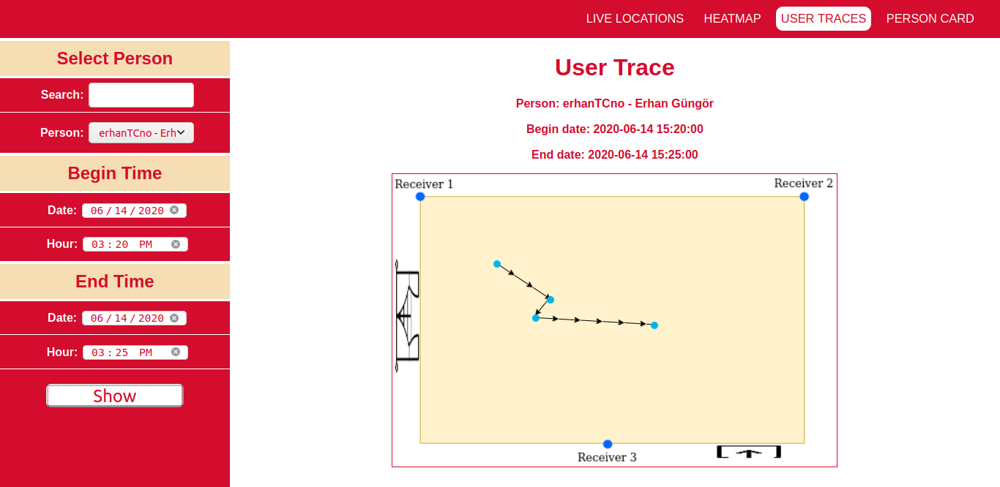 LIVE LOCATIONS HEATMAP USER TRACES PERSON CARD
Select Person
Search:
Person: erhanTCno - Erh
Begin Time
Date: 06/14/2020
Hour: 03:20 PM
End Time
Date: 06/14/2020
Hour: 03:25 PM
Show
User Trace
Person: erhanTCno - Erhan Güngör
Begin date: 2020-06-14 15:20:00
End date: 2020-06-14 15:25:00
Receiver 1
Receiver 2
Receiver 3